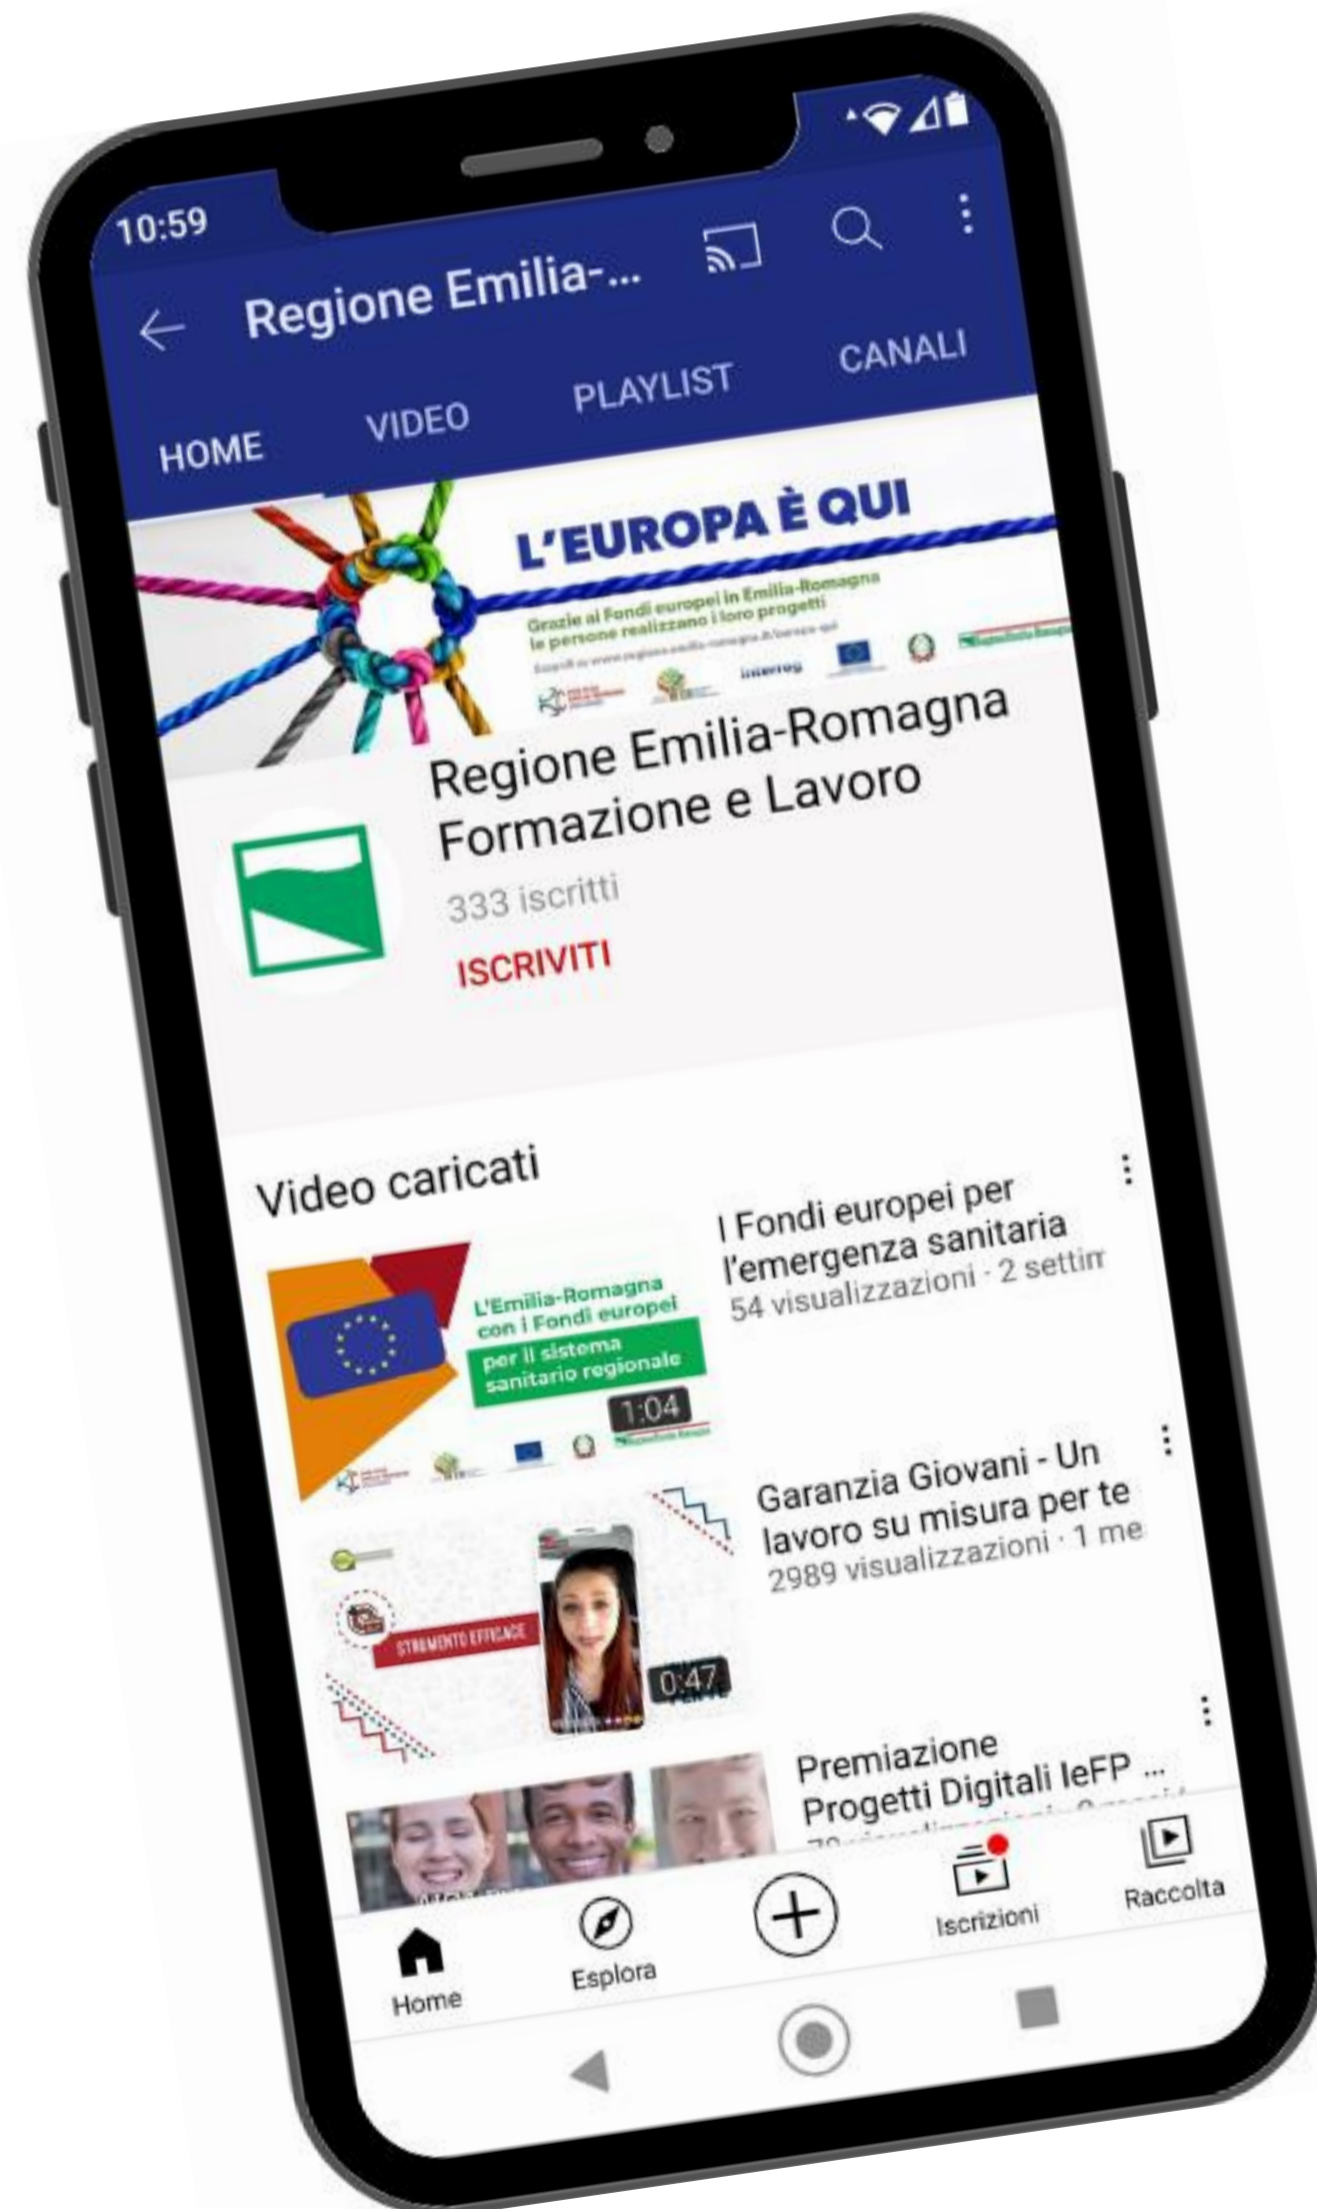 10:59
Regione Emilia-...
HOME
VIDEO
PLAYLIST
CANALI
L'EUROPA È QUI
Grazie ai Fondi europei in Emilia-Romagna
le persone realizzano i loro progetti
interreg
Regione Emilia-Romagna
Formazione e Lavoro
333 iscritti
ISCRIVITI
Video caricati
L'Emilia-Romagna
con i Fondi europei
per il sistema
sanitario regionale
1:04
I Fondi europei per
l'emergenza sanitaria
54 visualizzazioni · 2 settim
STRUMENTO EFFICACE
0:47
Garanzia Giovani - Un
lavoro su misura per te
2989 visualizzazioni · 1 me
Premiazione
Progetti Digitali IeFP ...
Home
Esplora
Iscrizioni
Raccolta